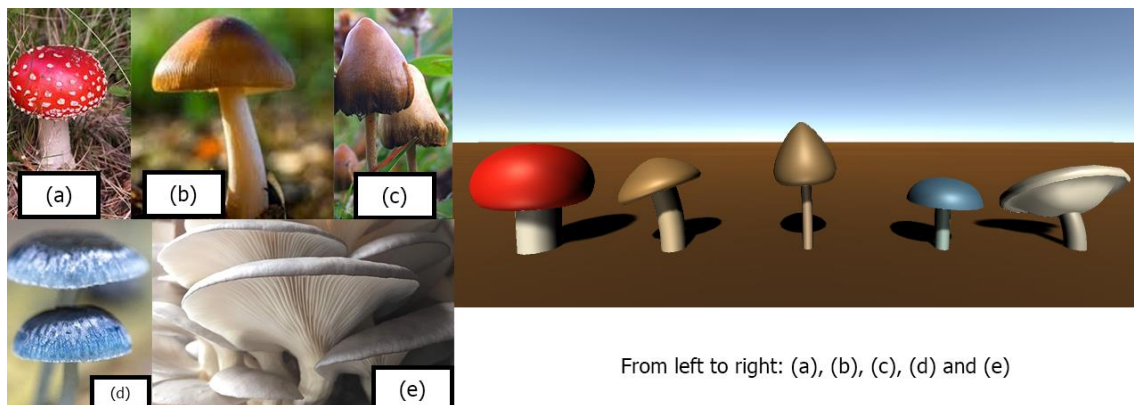 (a)
(b)
(c)
(d)
(e)
From left to right: (a), (b), (c), (d) and (e)